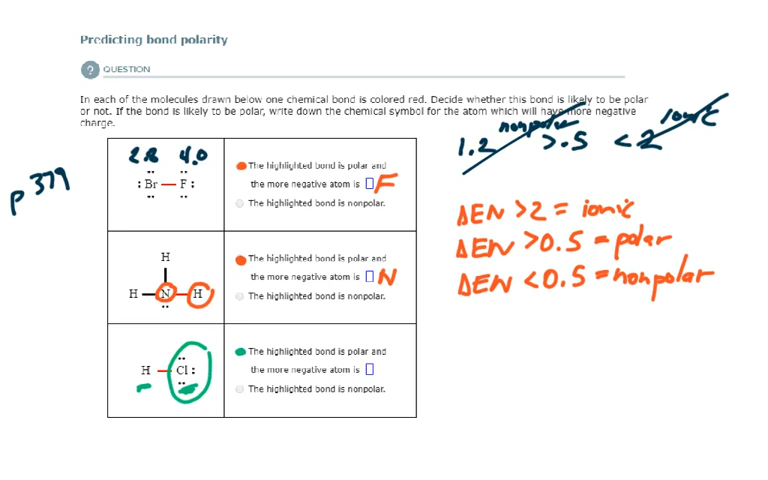 Predicting bond polarity
? QUESTION
In each of the molecules drawn below one chemical bond is colored red. Decide whether this bond is likely to be polar
or not. If the bond is likely to be polar, write down the chemical symbol for the atom which will have more negative
charge.
nonpolar ionic
1.2 >.5 <2
p 379
2.8 4.0
: Br — F :
The highlighted bond is polar and
the more negative atom is F
The highlighted bond is nonpolar.
ΔEN >2 = ionic
ΔEN >0.5 = polar
ΔEN <0.5 = nonpolar
H
H — N — H
The highlighted bond is polar and
the more negative atom is N
The highlighted bond is nonpolar.
H — Cl :
The highlighted bond is polar and
the more negative atom is
The highlighted bond is nonpolar.